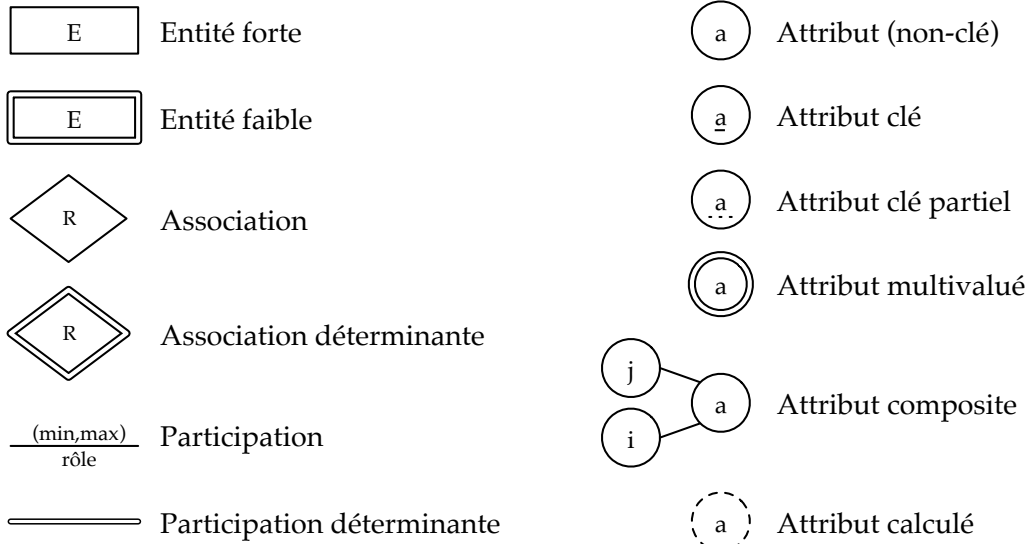 E Entité forte
E Entité faible
R Association
R Association déterminante
(min,max)
rôle
Participation
Participation déterminante
a Attribut (non-clé)
a Attribut clé
a Attribut clé partiel
a Attribut multivalué
j
a Attribut composite
i
a Attribut calculé